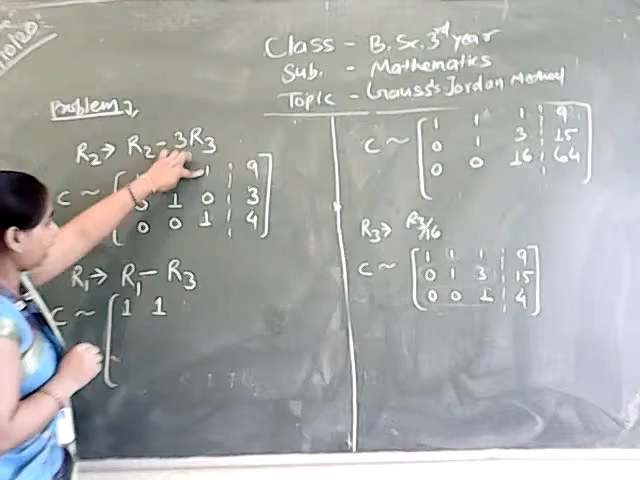 Class - B.Sc. 3rd year
Sub. - Mathematics
Topic - Gauss's Jordan Method
Problem 2,
R2 → R2 - 3R3
C ~ 1 9
1 0 3
0 0 1 4
R1 → R1 - R3
C ~ 1 1
C ~ 1 1 1 9
0 1 3 15
0 0 16 64
R3 → R3/16
C ~ 1 1 1 9
0 1 3 15
0 0 1 4